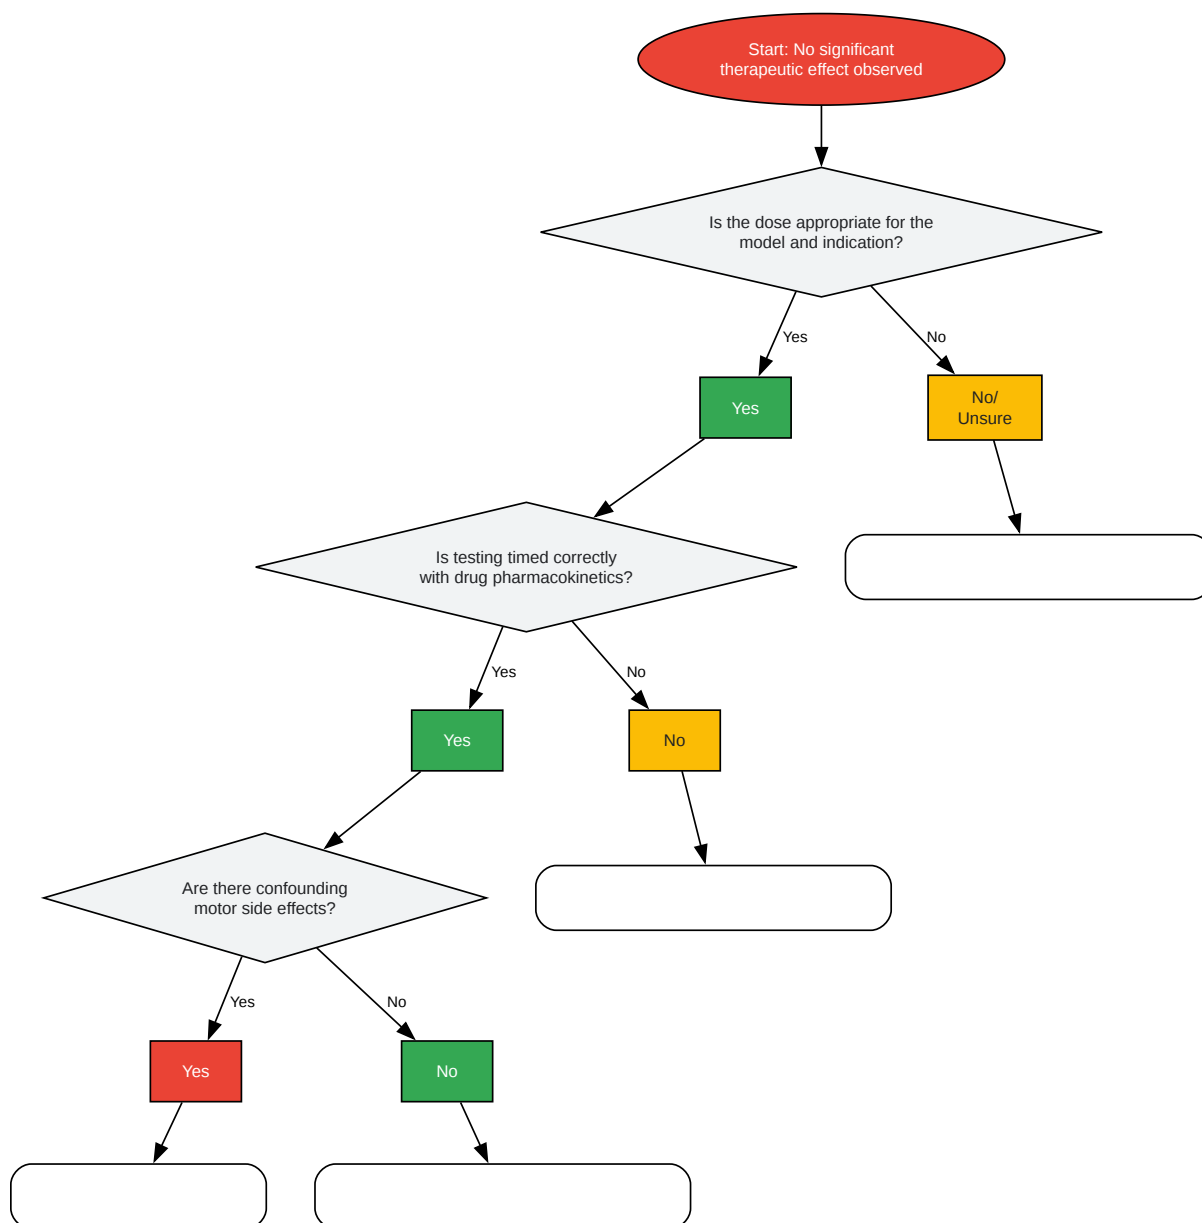 Start: No significant
therapeutic effect observed
Is the dose appropriate for the
model and indication?
Yes
No
Yes
No/
Unsure
Is testing timed correctly
with drug pharmacokinetics?
Yes
No
Yes
No
Are there confounding
motor side effects?
Yes
No
Yes
No